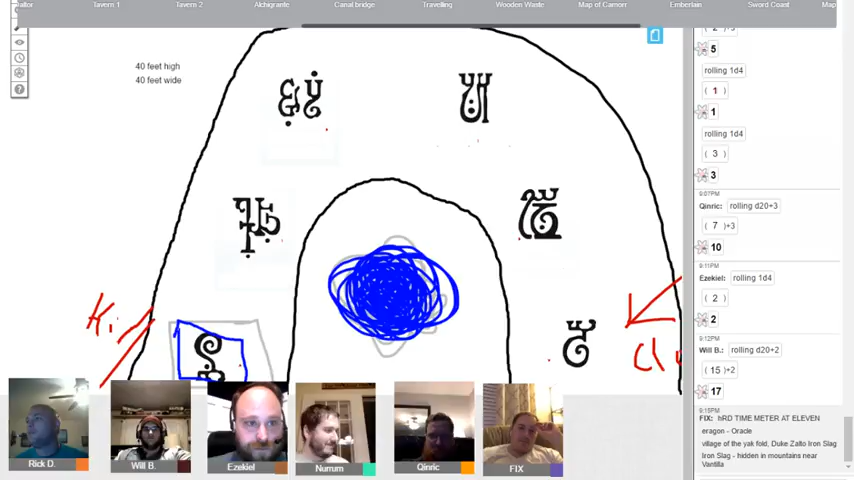 Tavern 1
Tavern 2
Alchigrante
Canal bridge
Travelling
Wooden Waste
Map of Camorr
Emberlain
Sword Coast
Map
40 feet high
40 feet wide
Ki
5
rolling 1d4
( 1 )
1
rolling 1d4
( 3 )
3
9:07PM
Qinric: rolling d20+3
( 7 )+3
10
9:11PM
Ezekiel: rolling 1d4
( 2 )
2
9:12PM
Will B.: rolling d20+2
( 15 )+2
17
FIX: hRD TIME METER AT ELEVEN
eragon - Oracle
village of the yak fold, Duke Zalto Iron Slag
Iron Slag - hidden in mountains near
Vantilla
Rick D.
Will B.
Ezekiel
Nurrum
Qinric
FIX